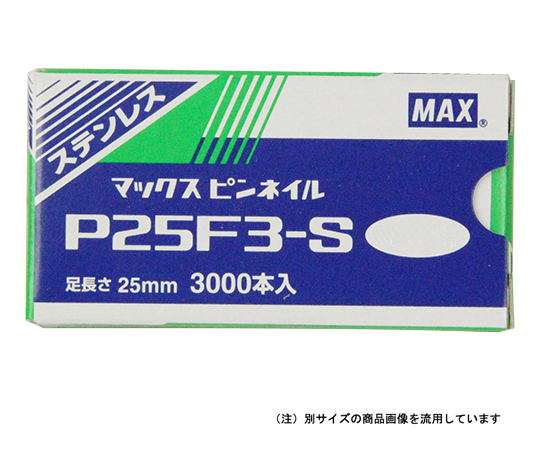 ステンレス
MAX®
マックス ピンネイル
P25F3-S
足長さ 25mm 3000本入
（注）別サイズの商品画像を流用しています